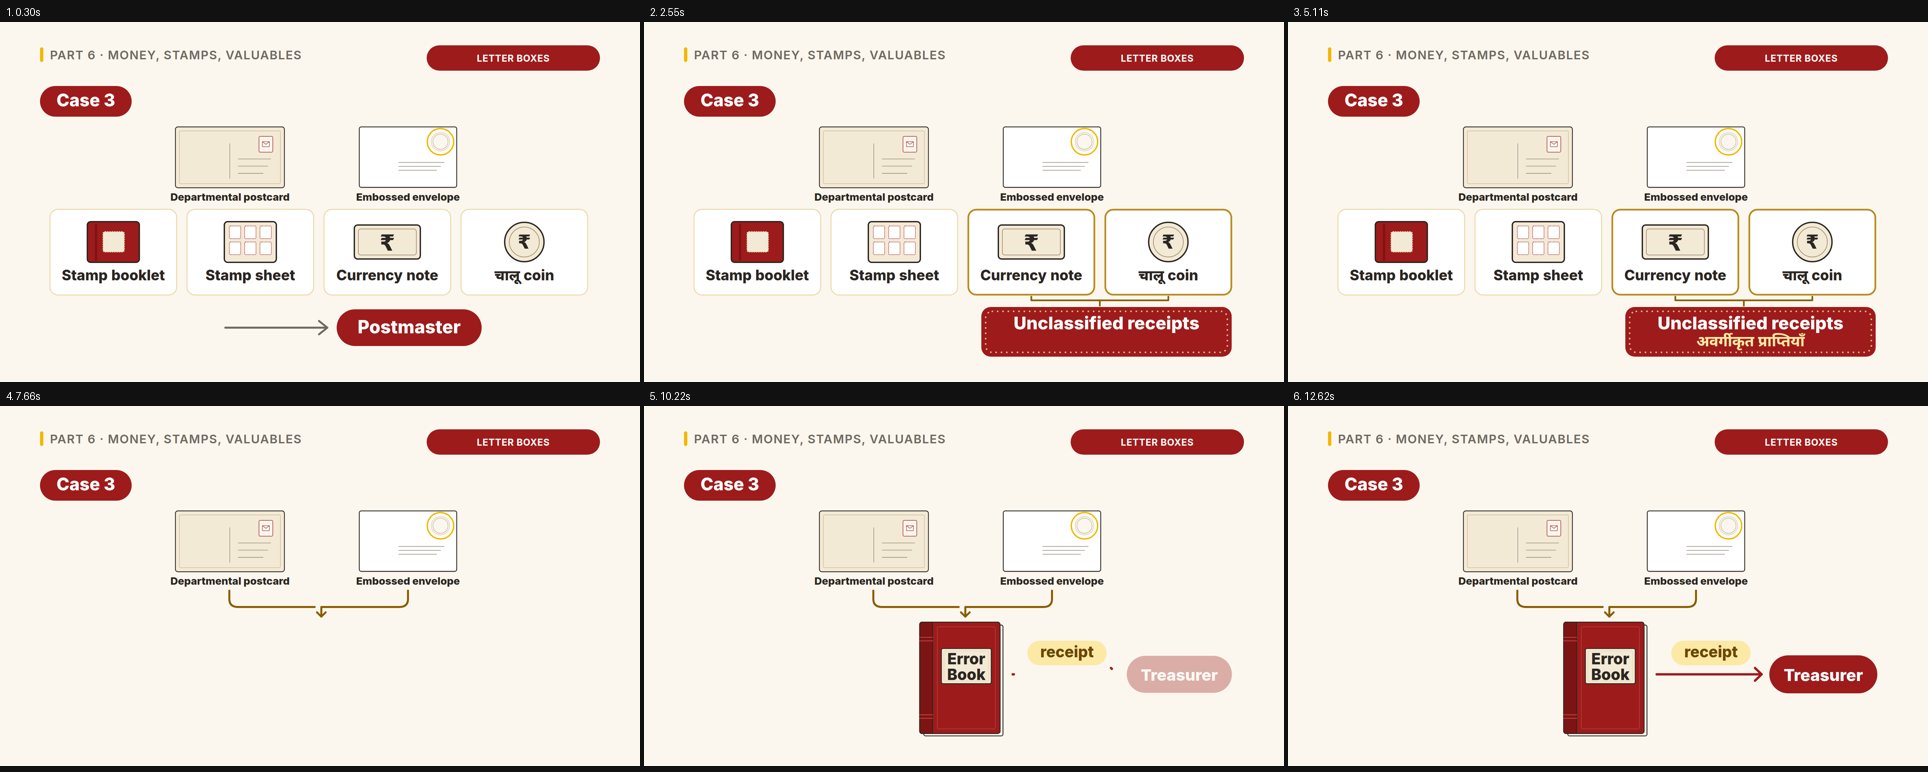 1. 0.30s
PART 6 · MONEY, STAMPS, VALUABLES
LETTER BOXES
Case 3
Departmental postcard
Embossed envelope
Stamp booklet
Stamp sheet
₹
Currency note
₹
चालू coin
Postmaster
2. 2.55s
PART 6 · MONEY, STAMPS, VALUABLES
LETTER BOXES
Case 3
Departmental postcard
Embossed envelope
Stamp booklet
Stamp sheet
₹
Currency note
₹
चालू coin
Unclassified receipts
3. 5.11s
PART 6 · MONEY, STAMPS, VALUABLES
LETTER BOXES
Case 3
Departmental postcard
Embossed envelope
Stamp booklet
Stamp sheet
₹
Currency note
₹
चालू coin
Unclassified receipts
अवर्गीकृत प्राप्तियाँ
4. 7.66s
PART 6 · MONEY, STAMPS, VALUABLES
LETTER BOXES
Case 3
Departmental postcard
Embossed envelope
5. 10.22s
PART 6 · MONEY, STAMPS, VALUABLES
LETTER BOXES
Case 3
Departmental postcard
Embossed envelope
Error
Book
receipt
Treasurer
6. 12.62s
PART 6 · MONEY, STAMPS, VALUABLES
LETTER BOXES
Case 3
Departmental postcard
Embossed envelope
Error
Book
receipt
Treasurer